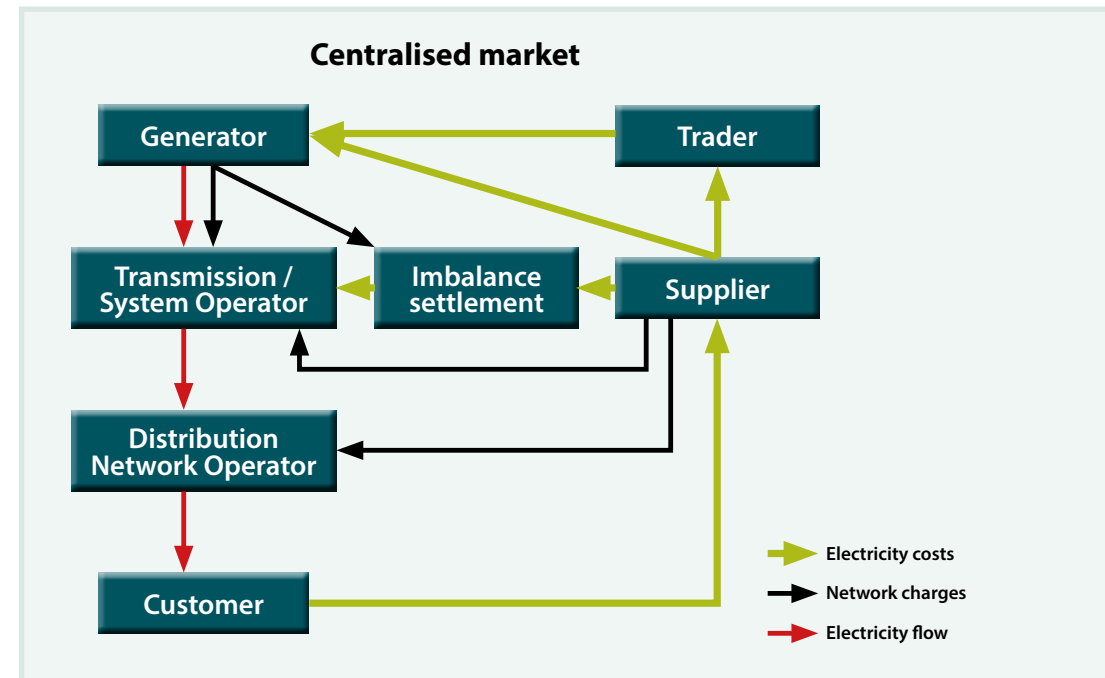 Centralised market
Generator
Trader
Transmission /
System Operator
Imbalance
settlement
Supplier
Distribution
Network Operator
Customer
Electricity costs
Network charges
Electricity flow